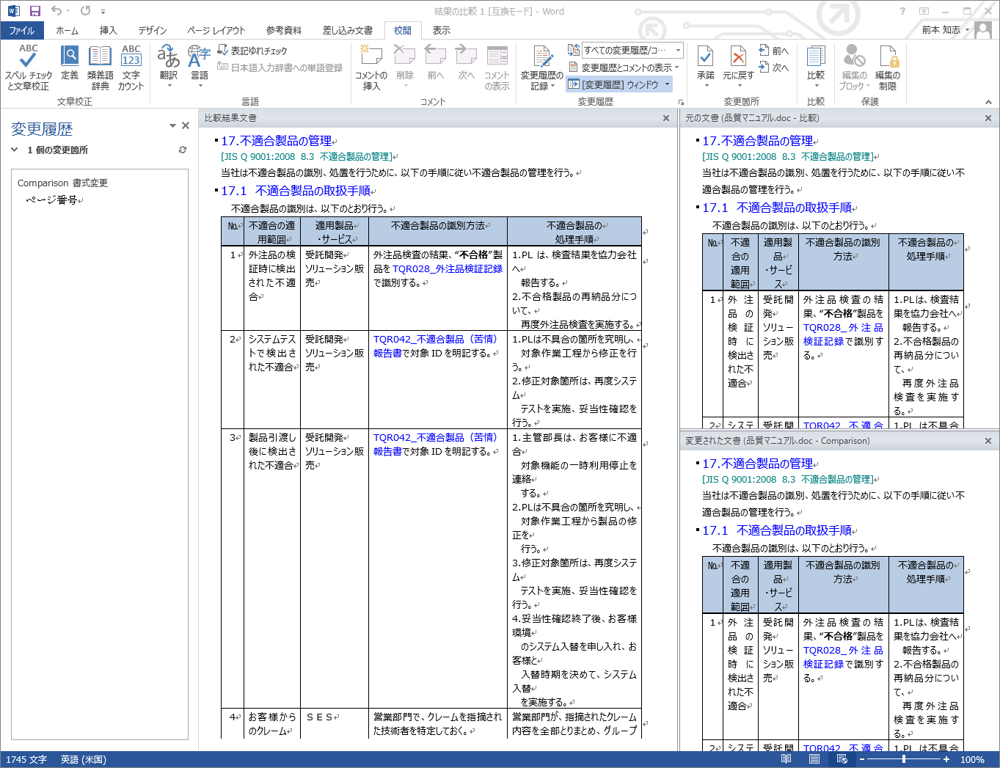 結果の比較 1 [互換モード] - Word
前本 知志
ファイル ホーム 挿入 デザイン ページ レイアウト 参考資料 差し込み文書 校閲 表示
ABC
スペル チェック
と文章校正
定義
類義語
辞典
ABC
123
文字
カウント
文章校正
翻訳
言語
表記ゆれチェック
日本語入力辞書への単語登録
言語
コメントの
挿入
削除
前へ
次へ
コメント
の表示
コメント
変更履歴の
記録
すべての変更履歴/コ…
変更履歴とコメントの表示
[変更履歴] ウィンドウ
変更履歴
承諾
元に戻す
前へ
次へ
変更箇所
比較
比較
編集の
ブロック
編集の
制限
保護
変更履歴
1 個の変更箇所
Comparison 書式変更
ページ番号
比較結果文書
17.不適合製品の管理
[JIS Q 9001:2008 8.3 不適合製品の管理]
当社は不適合製品の識別、処置を行うために、以下の手順に従い不適合製品の管理を行う。
17.1 不適合製品の取扱手順
不適合製品の識別は、以下のとおり行う。
No. 不適合の適 適用製品 不適合製品の識別方法 不適合製品の
用範囲 ・サービス 処理手順
1 外注品の検 受託開発 外注品検査の結果、“不合格”製 1.PL は、検査結果を協力会社
証時に検出 ソリューション販 品を TQR028_外注品検証記録 へ
された不適 売 で識別する。 報告する。
合 2.不合格製品の再納品分につ
いて、
再度外注品検査を実施する。
2 システムテス 受託開発 TQR042_不適合製品（苦情） 1.PLは不具合の箇所を究明し、
トで検出さ ソリューション販 報告書で対象 ID を明記する。 対象作業工程から修正を行
れた不適合 売 う。
2.修正対象箇所は、再度システ
ム
テストを実施、妥当性確認を
行う。
3 製品引渡し 受託開発 TQR042_不適合製品（苦情） 1.主管部長は、お客様に不適
後に検出さ ソリューション販 報告書で対象 ID を明記する。 合
れた不適合 売 対象機能の一時利用停止を
連絡
する。
2.PLは不具合の箇所を究明し、
対象作業工程から製品の修
正を
行う。
3.修正対象箇所は、再度システ
ム
テストを実施、妥当性確認を
行う。
4.妥当性確認終了後、お客様
環境
のシステム入替を申し入れ、お
客様と
入替時期を決めて、システム
入替
を実施する。
4 お客様から ＳＥＳ 営業部門で、クレームを指摘され 営業部門が、指摘されたクレーム
のクレーム た技術者を特定しておく。 内容を全部とりまとめ、グループ
元の文書 (品質マニュアル.doc - 比較)
17.不適合製品の管理
[JIS Q 9001:2008 8.3 不適合製品の管理]
当社は不適合製品の識別、処置を行うために、以下の手順に従い不
適合製品の管理を行う。
17.1 不適合製品の取扱手順
不適合製品の識別は、以下のとおり行う。
No. 不適 適用製 不適合製品の識別 不適合製品の
合の 品 方法 処理手順
適用 ・サービ
範囲 ス
1 外注 受託開 外注品検査の結 1.PLは、検査結
品の 発 果、“不合格”製品を 果を協力会社へ
検証 ソリュー TQR028_外注品 報告する。
時に ション販 検証記録で識別す 2.不合格製品の
検出さ 売 る。 再納品分につい
れた不 て、
適合 再度外注品
検査を実施す
る。
2 システ 受託開 TQR042_不適合 1.PL は不具合
変更された文書 (品質マニュアル.doc - Comparison)
17.不適合製品の管理
[JIS Q 9001:2008 8.3 不適合製品の管理]
当社は不適合製品の識別、処置を行うために、以下の手順に従い不
適合製品の管理を行う。
17.1 不適合製品の取扱手順
不適合製品の識別は、以下のとおり行う。
No. 不適 適用製 不適合製品の識別 不適合製品の
合の 品 方法 処理手順
適用 ・サービ
範囲 ス
1 外注 受託開 外注品検査の結 1.PLは、検査結
品の 発 果、“不合格”製品を 果を協力会社へ
検証 ソリュー TQR028_外注品 報告する。
時に ション販 検証記録で識別す 2.不合格製品の
検出さ 売 る。 再納品分につい
れた不 て、
適合 再度外注品
検査を実施す
る。
2 システ 受託開 TQR042_不適合 1.PL は不具合
1745 文字 英語 (米国) 100%